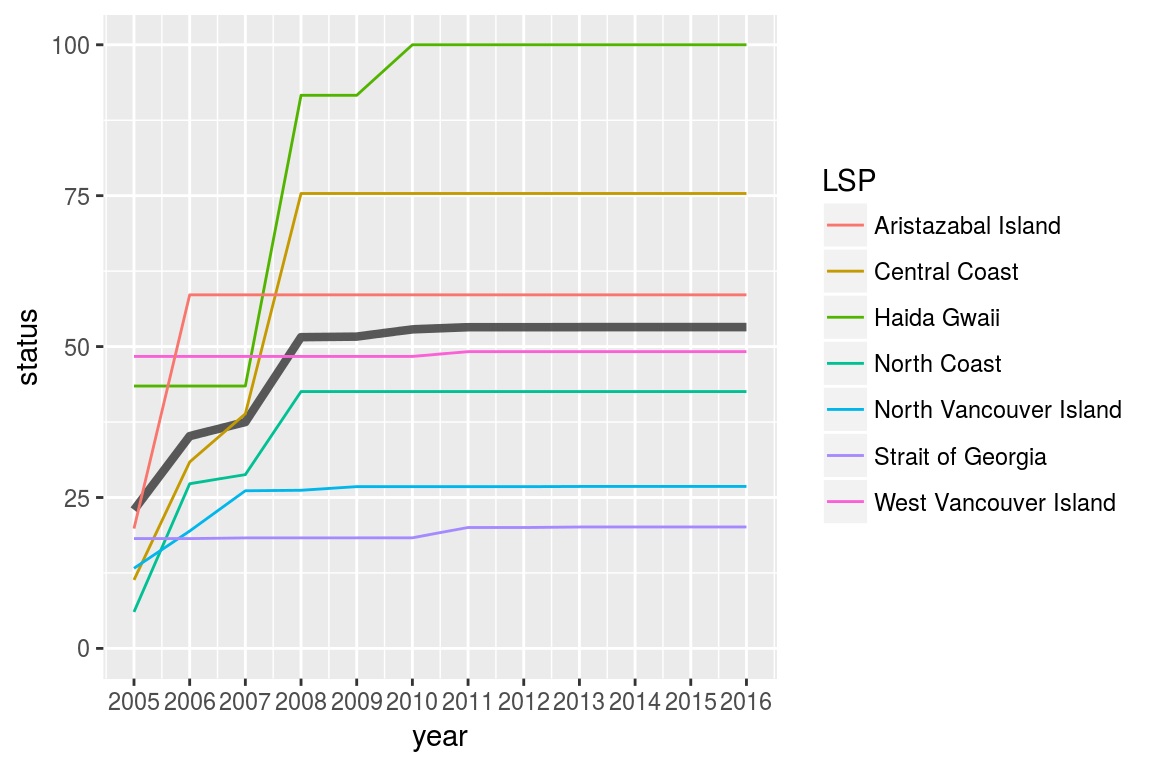 100
75
50
25
0
status
2005 2006 2007 2008 2009 2010 2011 2012 2013 2014 2015 2016
year
LSP
Aristazabal Island
Central Coast
Haida Gwaii
North Coast
North Vancouver Island
Strait of Georgia
West Vancouver Island